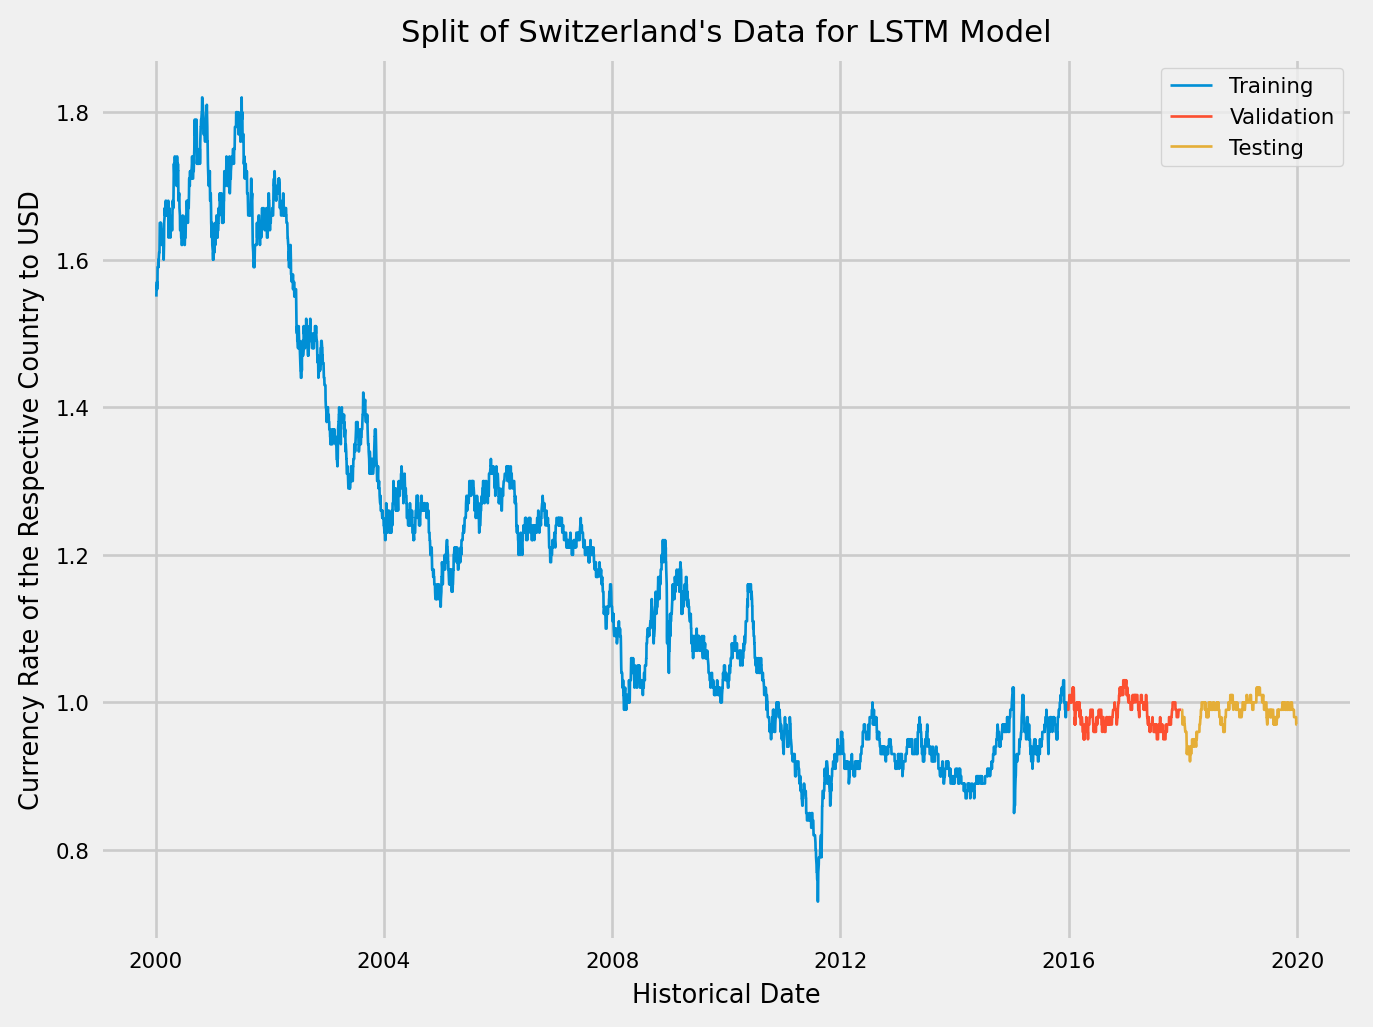 Split of Switzerland's Data for LSTM Model
Training
Validation
Testing
Currency Rate of the Respective Country to USD
1.8
1.6
1.4
1.2
1.0
0.8
2000 2004 2008 2012 2016 2020
Historical Date